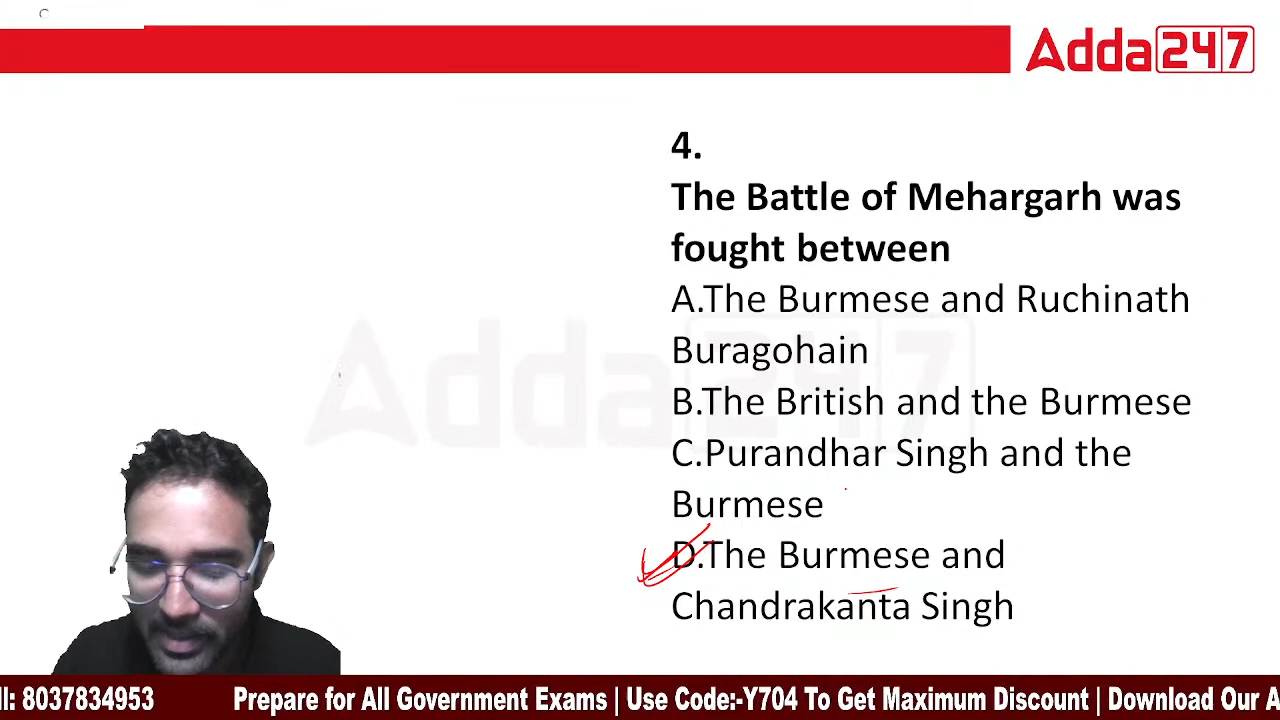 Adda247
4.
The Battle of Mehargarh was
fought between
A.The Burmese and Ruchinath
Buragohain
B.The British and the Burmese
C.Purandhar Singh and the
Burmese
D.The Burmese and
Chandrakanta Singh
Adda247
ll: 8037834953 Prepare for All Government Exams | Use Code:-Y704 To Get Maximum Discount | Download Our A